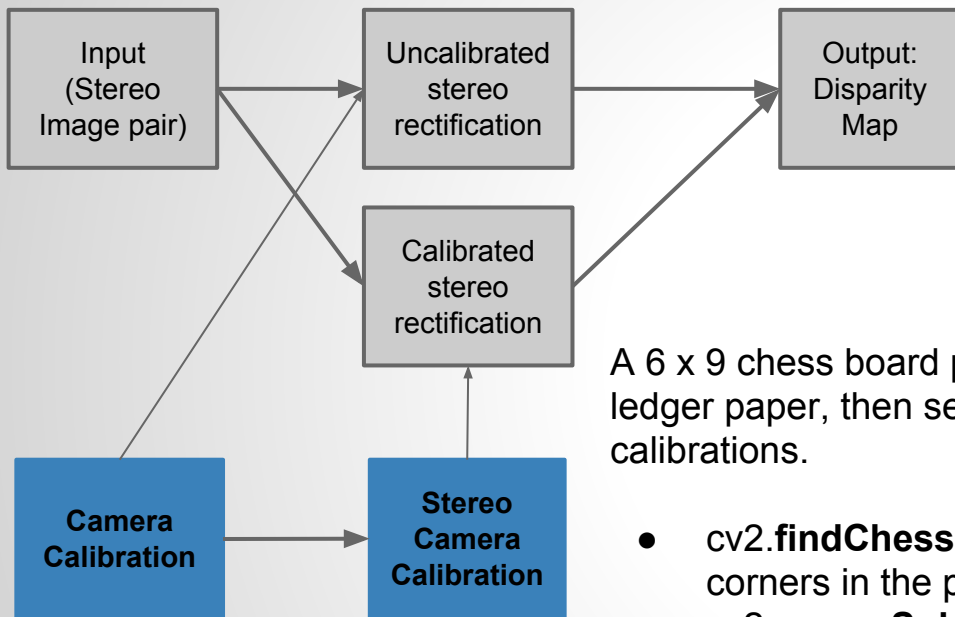 Input
(Stereo
Image pair)
Uncalibrated
stereo
rectification
Output:
Disparity
Map
Calibrated
stereo
rectification
Camera
Calibration
Stereo
Camera
Calibration
A 6 x 9 chess board
ledger paper, then
calibrations.
● cv2.findChess
corners in the